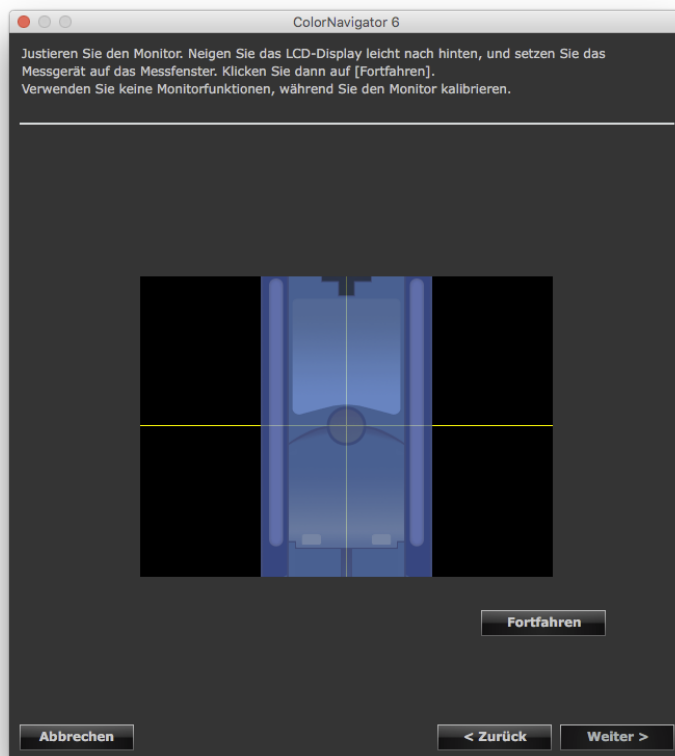 ColorNavigator 6
Justieren Sie den Monitor. Neigen Sie das LCD-Display leicht nach hinten, und setzen Sie das
Messgerät auf das Messfenster. Klicken Sie dann auf [Fortfahren].
Verwenden Sie keine Monitorfunktionen, während Sie den Monitor kalibrieren.
Fortfahren
Abbrechen
< Zurück
Weiter >